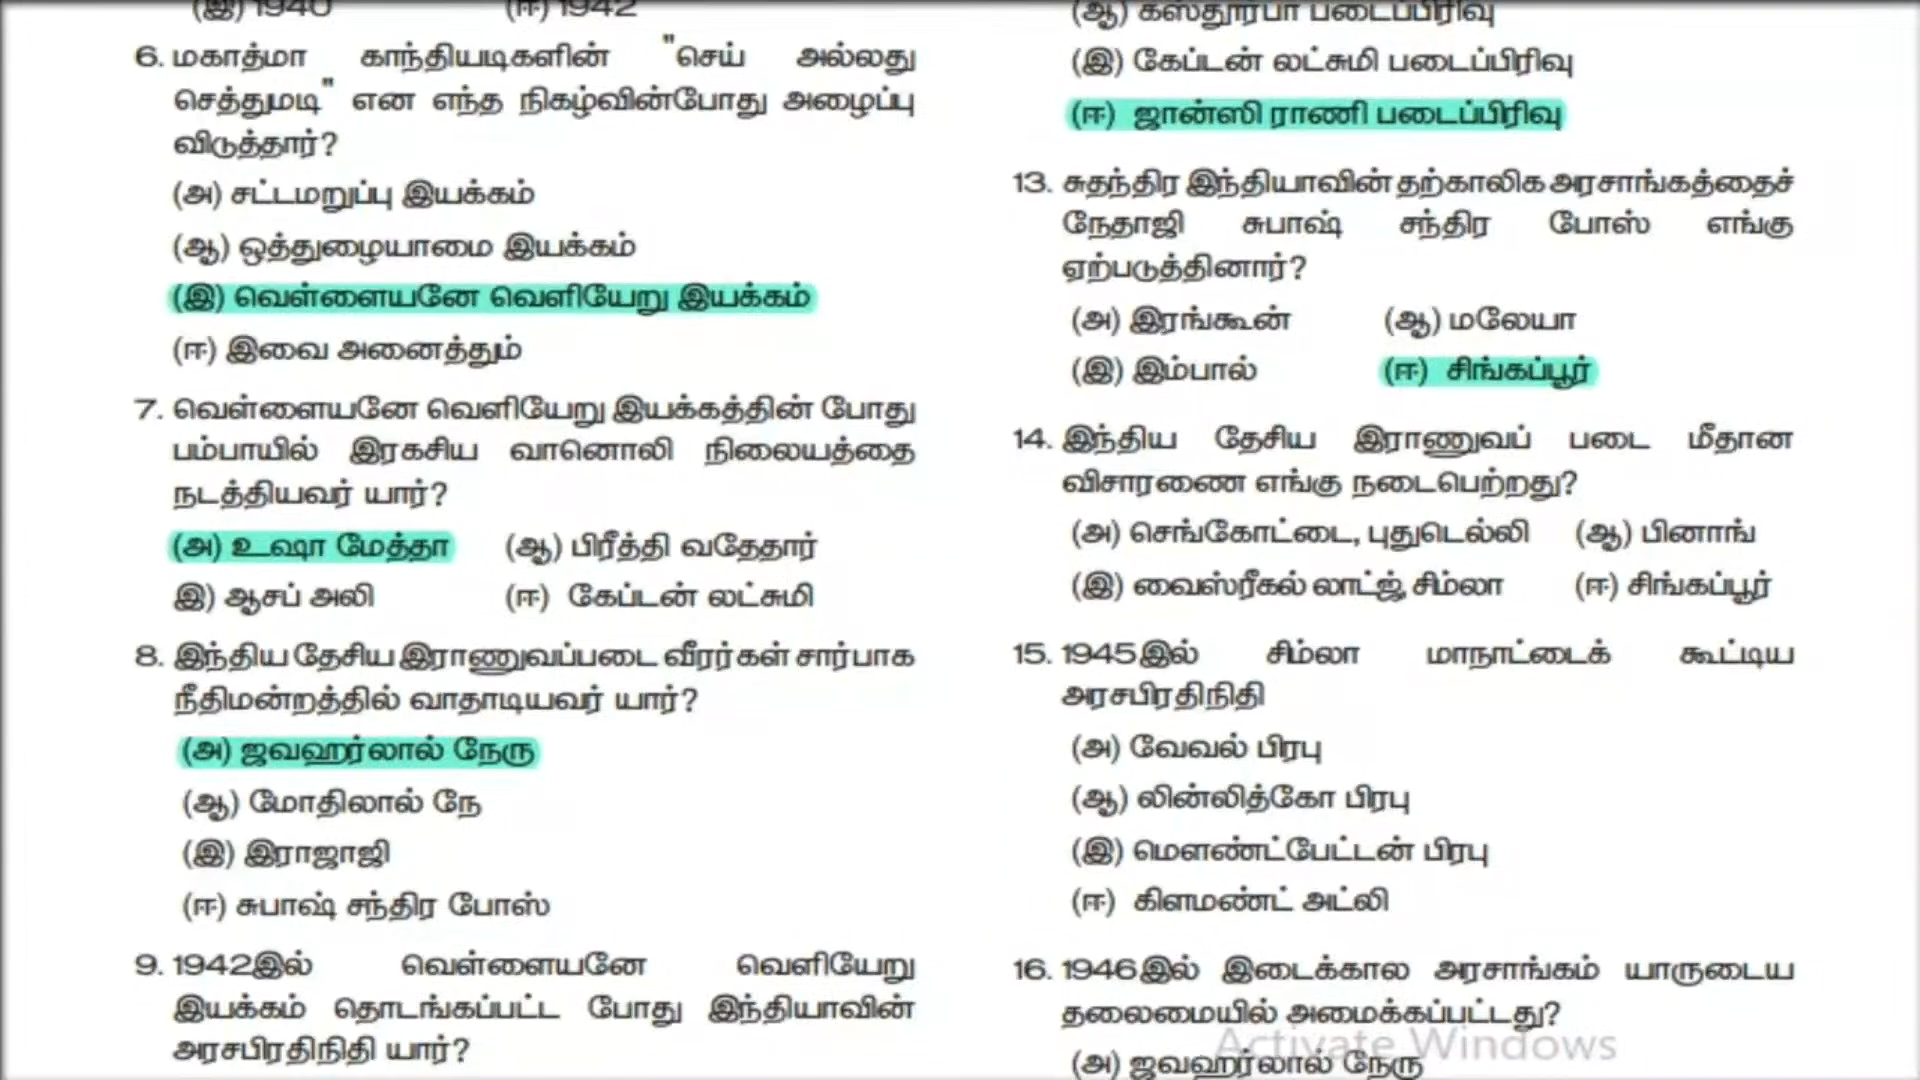 (இ) 1940 (ஈ) 1942
6. மகாத்மா காந்தியடிகளின் "செய் அல்லது
செத்துமடி" என எந்த நிகழ்வின்போது அழைப்பு
விடுத்தார்?
(அ) சட்டமறுப்பு இயக்கம்
(ஆ) ஒத்துழையாமை இயக்கம்
(இ) வெள்ளையனே வெளியேறு இயக்கம்
(ஈ) இவை அனைத்தும்
7. வெள்ளையனே வெளியேறு இயக்கத்தின் போது
பம்பாயில் இரகசிய வானொலி நிலையத்தை
நடத்தியவர் யார்?
(அ) உஷா மேத்தா (ஆ) பிரீத்தி வதேதார்
இ) ஆசப் அலி (ஈ) கேப்டன் லட்சுமி
8. இந்திய தேசிய இராணுவப்படை வீரர்கள் சார்பாக
நீதிமன்றத்தில் வாதாடியவர் யார்?
(அ) ஜவஹர்லால் நேரு
(ஆ) மோதிலால் நே
(இ) இராஜாஜி
(ஈ) சுபாஷ் சந்திர போஸ்
9. 1942இல் வெள்ளையனே வெளியேறு
இயக்கம் தொடங்கப்பட்ட போது இந்தியாவின்
அரசபிரதிநிதி யார்?
(ஆ) கஸ்தூர்பா படைப்பிரிவு
(இ) கேப்டன் லட்சுமி படைப்பிரிவு
(ஈ) ஜான்ஸி ராணி படைப்பிரிவு
13. சுதந்திர இந்தியாவின் தற்காலிக அரசாங்கத்தைச்
நேதாஜி சுபாஷ் சந்திர போஸ் எங்கு
ஏற்படுத்தினார்?
(அ) இரங்கூன் (ஆ) மலேயா
(இ) இம்பால் (ஈ) சிங்கப்பூர்
14. இந்திய தேசிய இராணுவப் படை மீதான
விசாரணை எங்கு நடைபெற்றது?
(அ) செங்கோட்டை, புதுடெல்லி (ஆ) பினாங்
(இ) வைஸ்ரீகல் லாட்ஜ், சிம்லா (ஈ) சிங்கப்பூர்
15. 1945இல் சிம்லா மாநாட்டைக் கூட்டிய
அரசபிரதிநிதி
(அ) வேவல் பிரபு
(ஆ) லின்லித்கோ பிரபு
(இ) மௌண்ட்பேட்டன் பிரபு
(ஈ) கிளமண்ட் அட்லி
16. 1946இல் இடைக்கால அரசாங்கம் யாருடைய
தலைமையில் அமைக்கப்பட்டது?
(அ) ஜவஹர்லால் நேரு
Activate Windows